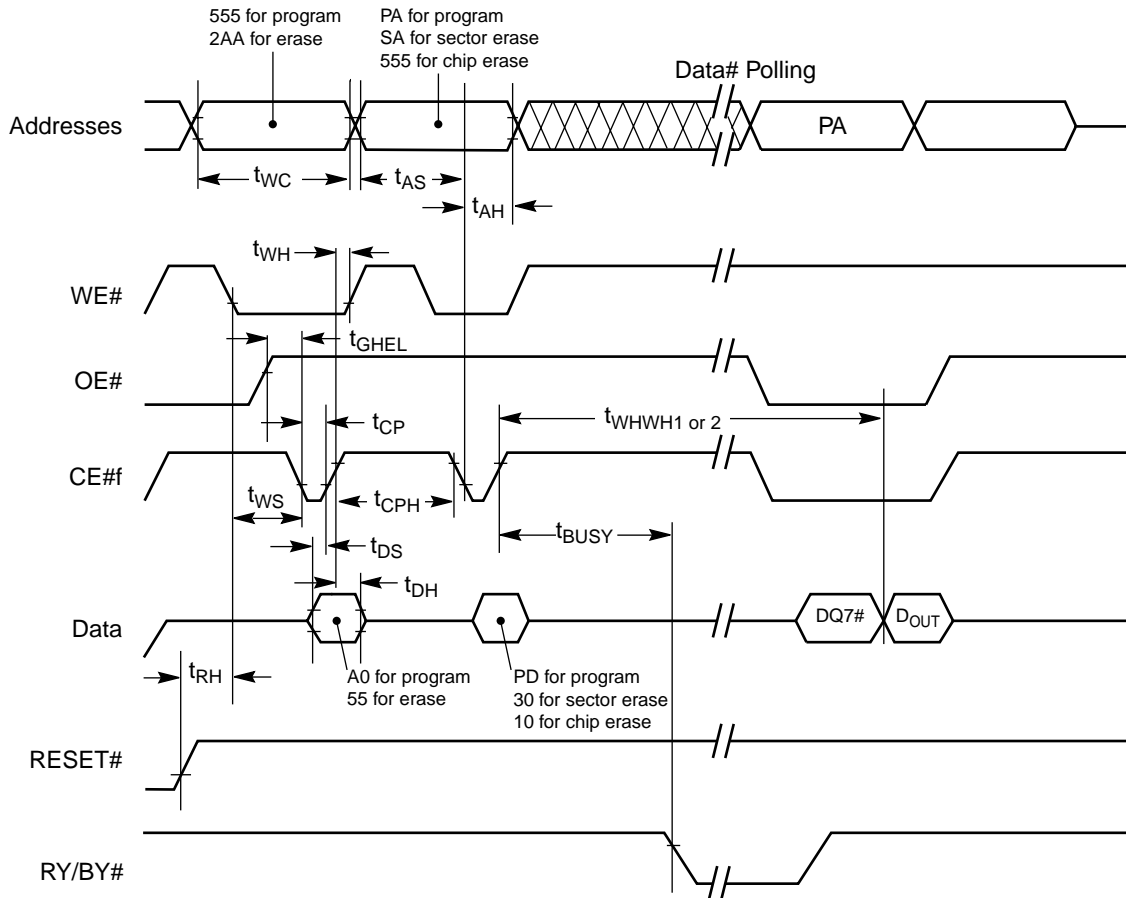 555 for program
2AA for erase
PA for program
SA for sector erase
555 for chip erase
Data# Polling
Addresses
PA
tWC
tAS
tAH
tWH
WE#
tGHEL
OE#
tWHWH1 or 2
tCP
CE#f
tWS
tCPH
tBUSY
tDS
tDH
Data
DQ7#
DOUT
tRH
A0 for program
55 for erase
PD for program
30 for sector erase
10 for chip erase
RESET#
RY/BY#